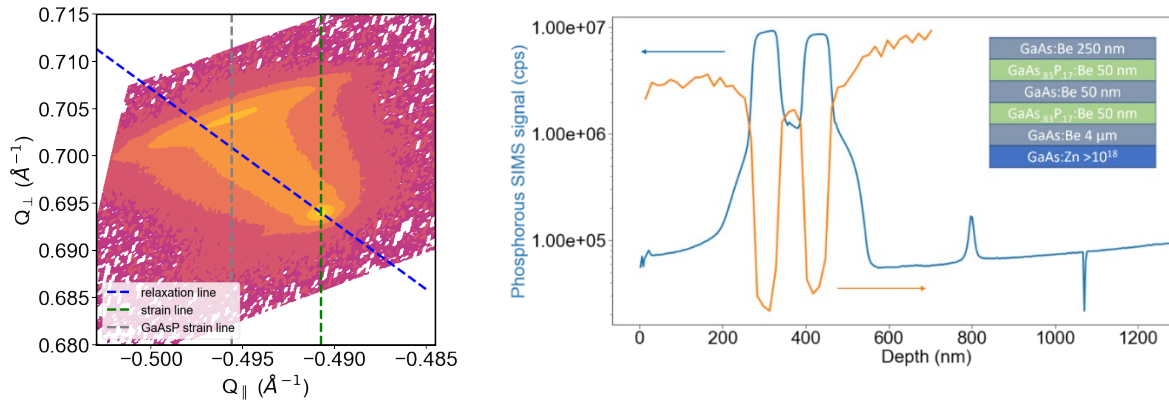 0.715
0.710
0.705
0.700
0.695
0.690
0.685
0.680
Q⊥ (Å⁻¹)
relaxation line
strain line
GaAsP strain line
−0.500
−0.495
−0.490
−0.485
Q∥ (Å⁻¹)
1.00e+07
1.00e+06
1.00e+05
Phosphorous SIMS signal (cps)
GaAs:Be 250 nm
GaAs.₈₃P.₁₇:Be 50 nm
GaAs:Be 50 nm
GaAs.₈₃P.₁₇:Be 50 nm
GaAs:Be 4 μm
GaAs:Zn >10¹⁸
0
200
400
600
800
1000
1200
Depth (nm)